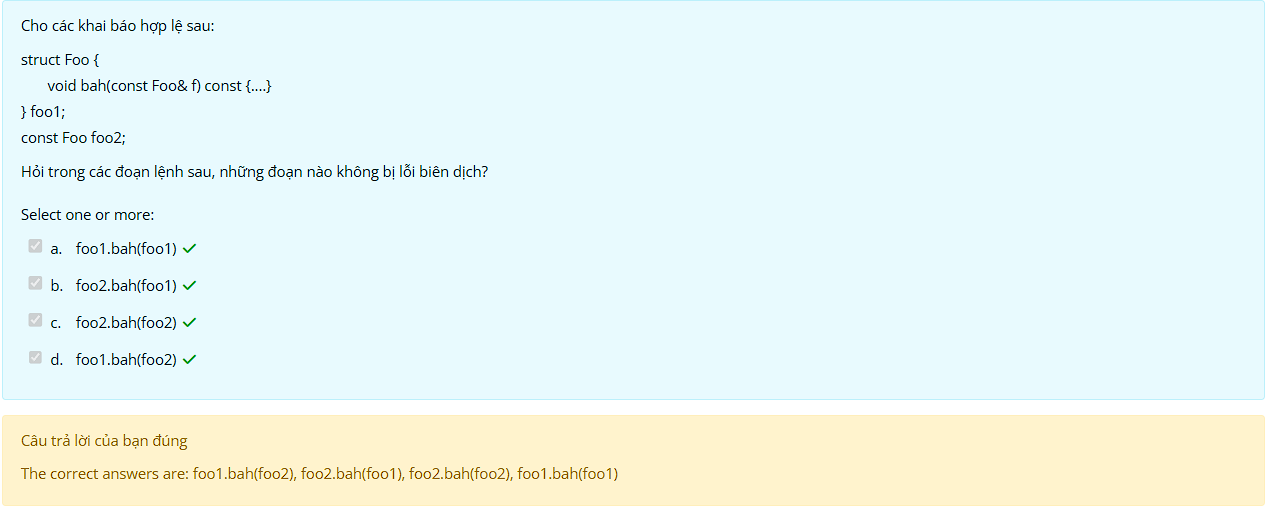 Cho các khai báo hợp lệ sau:
struct Foo {
void bah(const Foo& f) const {....}
} foo1;
const Foo foo2;
Hỏi trong các đoạn lệnh sau, những đoạn nào không bị lỗi biên dịch?
Select one or more:
a. foo1.bah(foo1)
b. foo2.bah(foo1)
c. foo2.bah(foo2)
d. foo1.bah(foo2)
Câu trả lời của bạn đúng
The correct answers are: foo1.bah(foo2), foo2.bah(foo1), foo2.bah(foo2), foo1.bah(foo1)